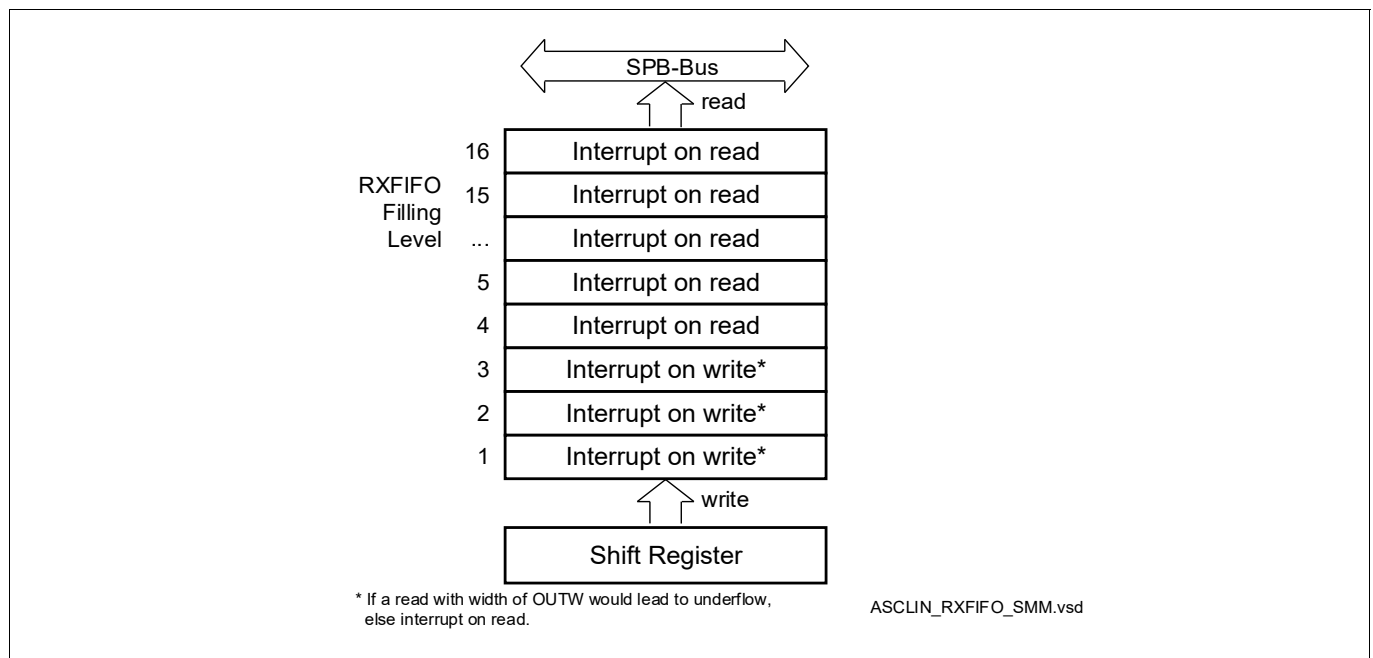 SPB-Bus
read
16 Interrupt on read
RXFIFO
Filling
Level
15 Interrupt on read
... Interrupt on read
5 Interrupt on read
4 Interrupt on read
3 Interrupt on write*
2 Interrupt on write*
1 Interrupt on write*
write
Shift Register
* If a read with width of OUTW would lead to underflow,
else interrupt on read.
ASCLIN_RXFIFO_SMM.vsd